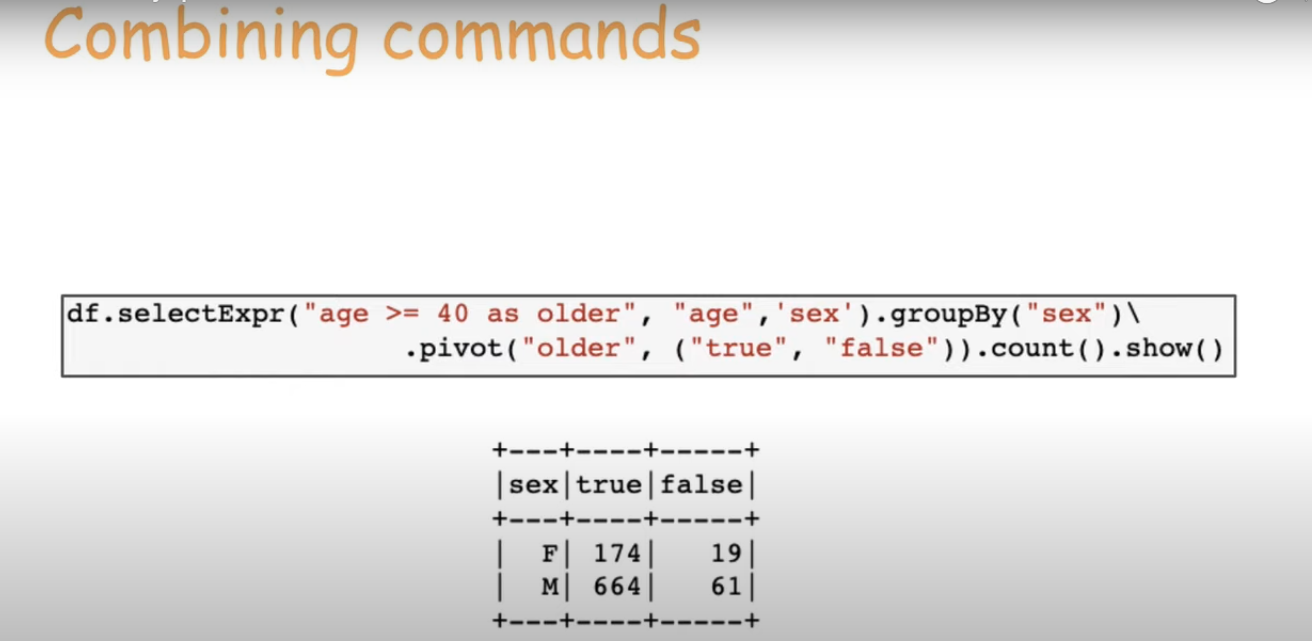 Combining commands
df.selectExpr("age >= 40 as older", "age",'sex').groupBy("sex")\
.pivot("older", ("true", "false")).count().show()
+---+----+-----+
|sex|true|false|
+---+----+-----+
|  F| 174|   19|
|  M| 664|   61|
+---+----+-----+